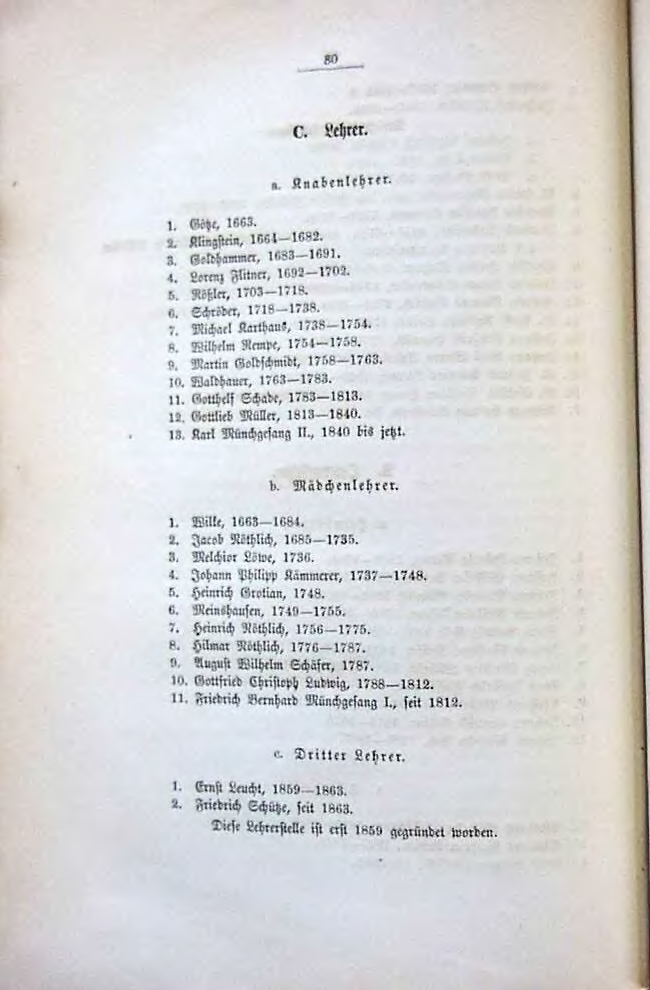 80
C. Lehrer.
a. Knabenlehrer.
1. Götze, 1663.
2. Klingstein, 1664—1682.
3. Goldhammer, 1683—1691.
4. Lorenz Flitner, 1692—1702.
5. Rößler, 1703—1718.
6. Schröder, 1718—1738.
7. Michael Karthaus, 1738—1754.
8. Wilhelm Rempe, 1754—1758.
9. Martin Goldschmidt, 1758—1763.
10. Waldhauer, 1763—1783.
11. Gotthelf Schade, 1783—1813.
12. Gottlieb Müller, 1813—1840.
13. Karl Münchgesang II., 1840 bis jetzt.
b. Mädchenlehrer.
1. Wilke, 1663—1684.
2. Jacob Röthlich, 1685—1735.
3. Melchior Löwe, 1736.
4. Johann Philipp Kämmerer, 1737—1748.
5. Heinrich Grotian, 1748.
6. Meinshausen, 1749—1755.
7. Heinrich Röthlich, 1756—1775.
8. Hilmar Röthlich, 1776—1787.
9. August Wilhelm Schäfer, 1787.
10. Gottfried Christoph Ludwig, 1788—1812.
11. Friedrich Bernhard Münchgesang I., seit 1812.
c. Dritter Lehrer.
1. Ernst Leucht, 1859—1863.
2. Friedrich Schütze, seit 1863.
Diese Lehrerstelle ist erst 1859 gegründet worden.